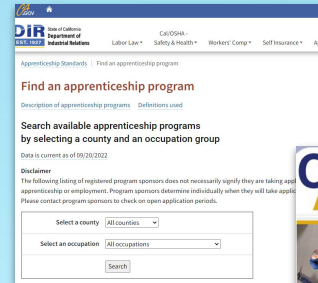 CA
GOV
DIR
EST. 1927
State of California
Department of
Industrial Relations
Labor Law
Cal/OSHA -
Safety & Health
Workers' Comp
Self Insurance
Apprenticeship Standards | Find an apprenticeship program
Find an apprenticeship program
Description of apprenticeship programs Definitions used
Search available apprenticeship programs
by selecting a county and an occupation group
Data is current as of 09/20/2022
Disclaimer
The following listing of registered program sponsors does not necessarily signify they are taking
apprenticeship or employment. Program sponsors determine individually when they will take
Please contact program sponsors to check on open application periods.
Select a county All counties
Select an occupation All occupations
Search